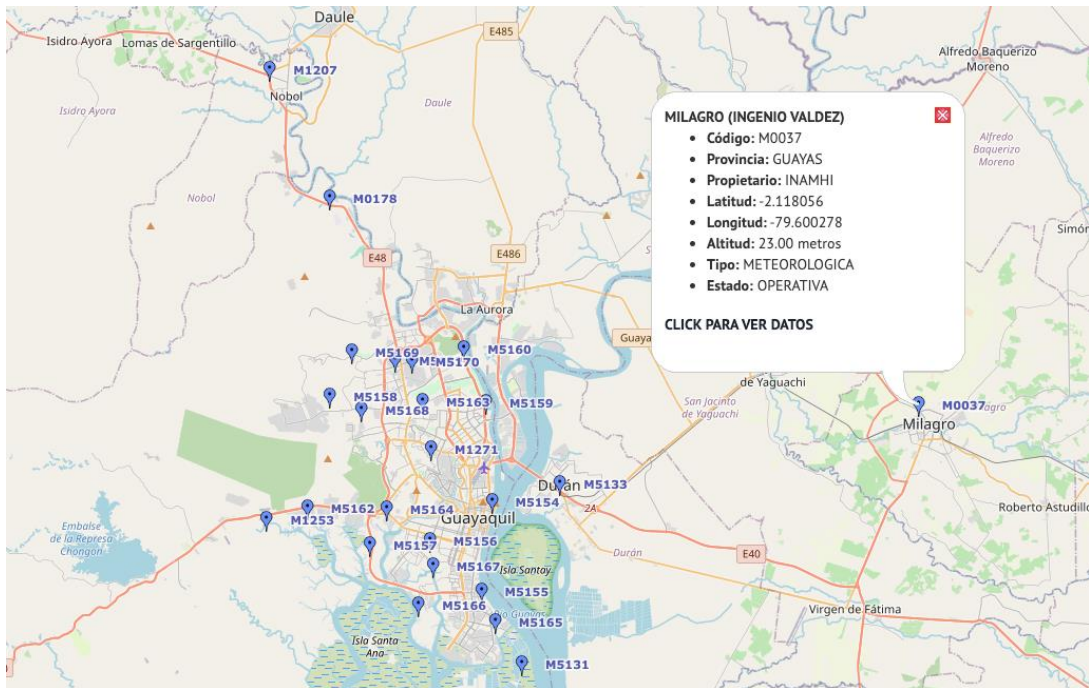 Daule
E485
Isidro Ayora
Lomas de Sargentillo
Alfredo Baquerizo
Moreno
M1207
Nobol
Isidro Ayora
Daule
MILAGRO (INGENIO VALDEZ)
• Código: M0037
• Provincia: GUAYAS
• Propietario: INAMHI
• Latitud: -2.118056
• Longitud: -79.600278
• Altitud: 23.00 metros
• Tipo: METEOROLOGICA
• Estado: OPERATIVA
CLICK PARA VER DATOS
Alfredo
Baquerizo
Moreno
Nobol
M0178
E48
E486
La Aurora
M5169
M5170
M5160
de Yaguachi
San Jacinto
de Yaguachi
M5158
M5168
M5163
M5159
M0037
Milagro
M1271
Durán
M5133
M5154
2A
M1253
M5162
M5164
Guayaquil
Roberto Astudillo
Embalse
de la Represa
Chongon
M5157
M5156
Durán
E40
M5167
Isla Santay
M5155
M5166
Virgen de Fátima
M5165
Isla Santa
Ana
M5131